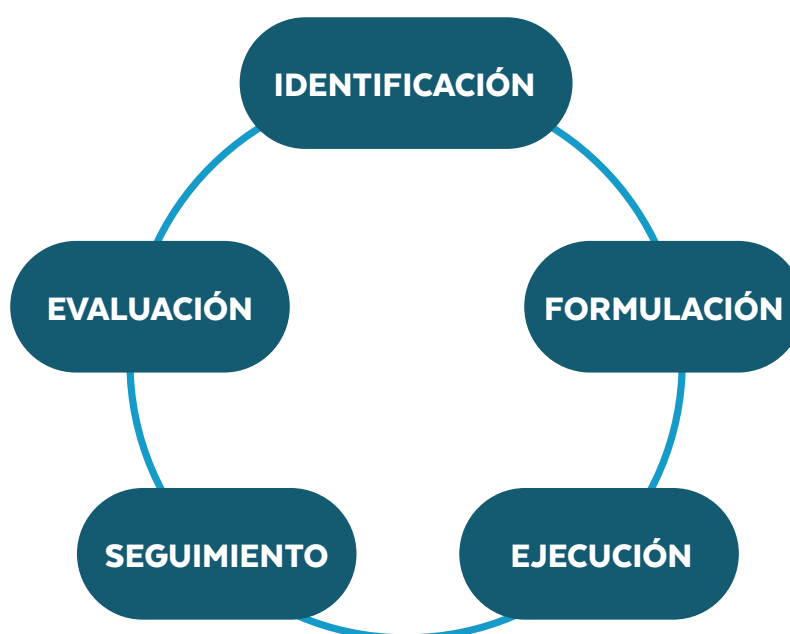 IDENTIFICACIÓN
EVALUACIÓN
FORMULACIÓN
SEGUIMIENTO
EJECUCIÓN